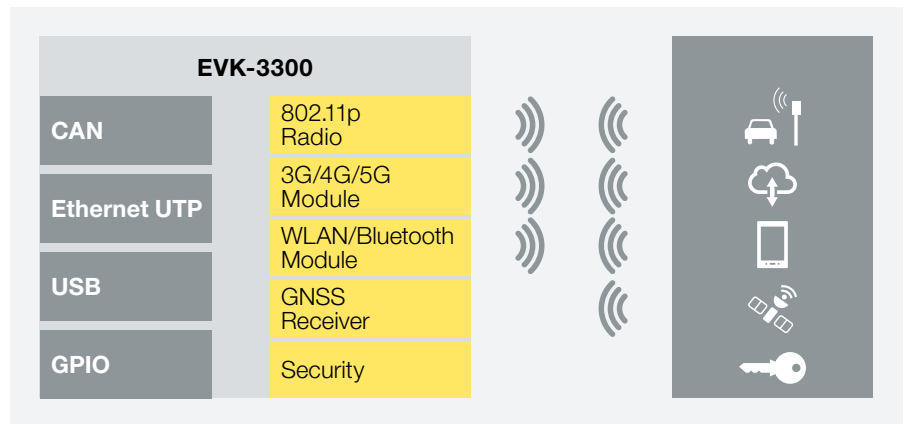 EVK-3300
CAN
Ethernet UTP
USB
GPIO
802.11p
Radio
3G/4G/5G
Module
WLAN/Bluetooth
Module
GNSS
Receiver
Security